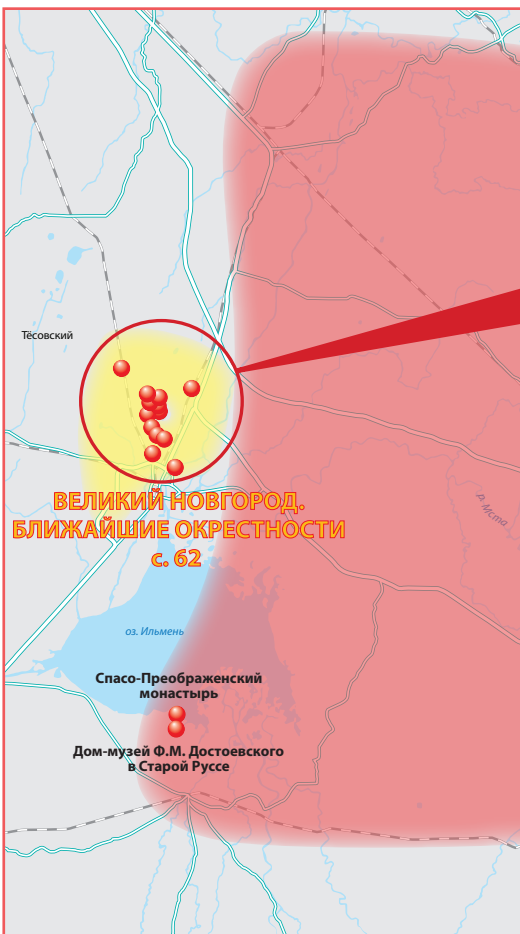 Тёсовский
ВЕЛИКИЙ НОВГОРОД.
БЛИЖАЙШИЕ ОКРЕСТНОСТИ
с. 62
р. Мста
оз. Ильмень
Спасо-Преображенский
монастырь
Дом-музей Ф.М. Достоевского
в Старой Руссе